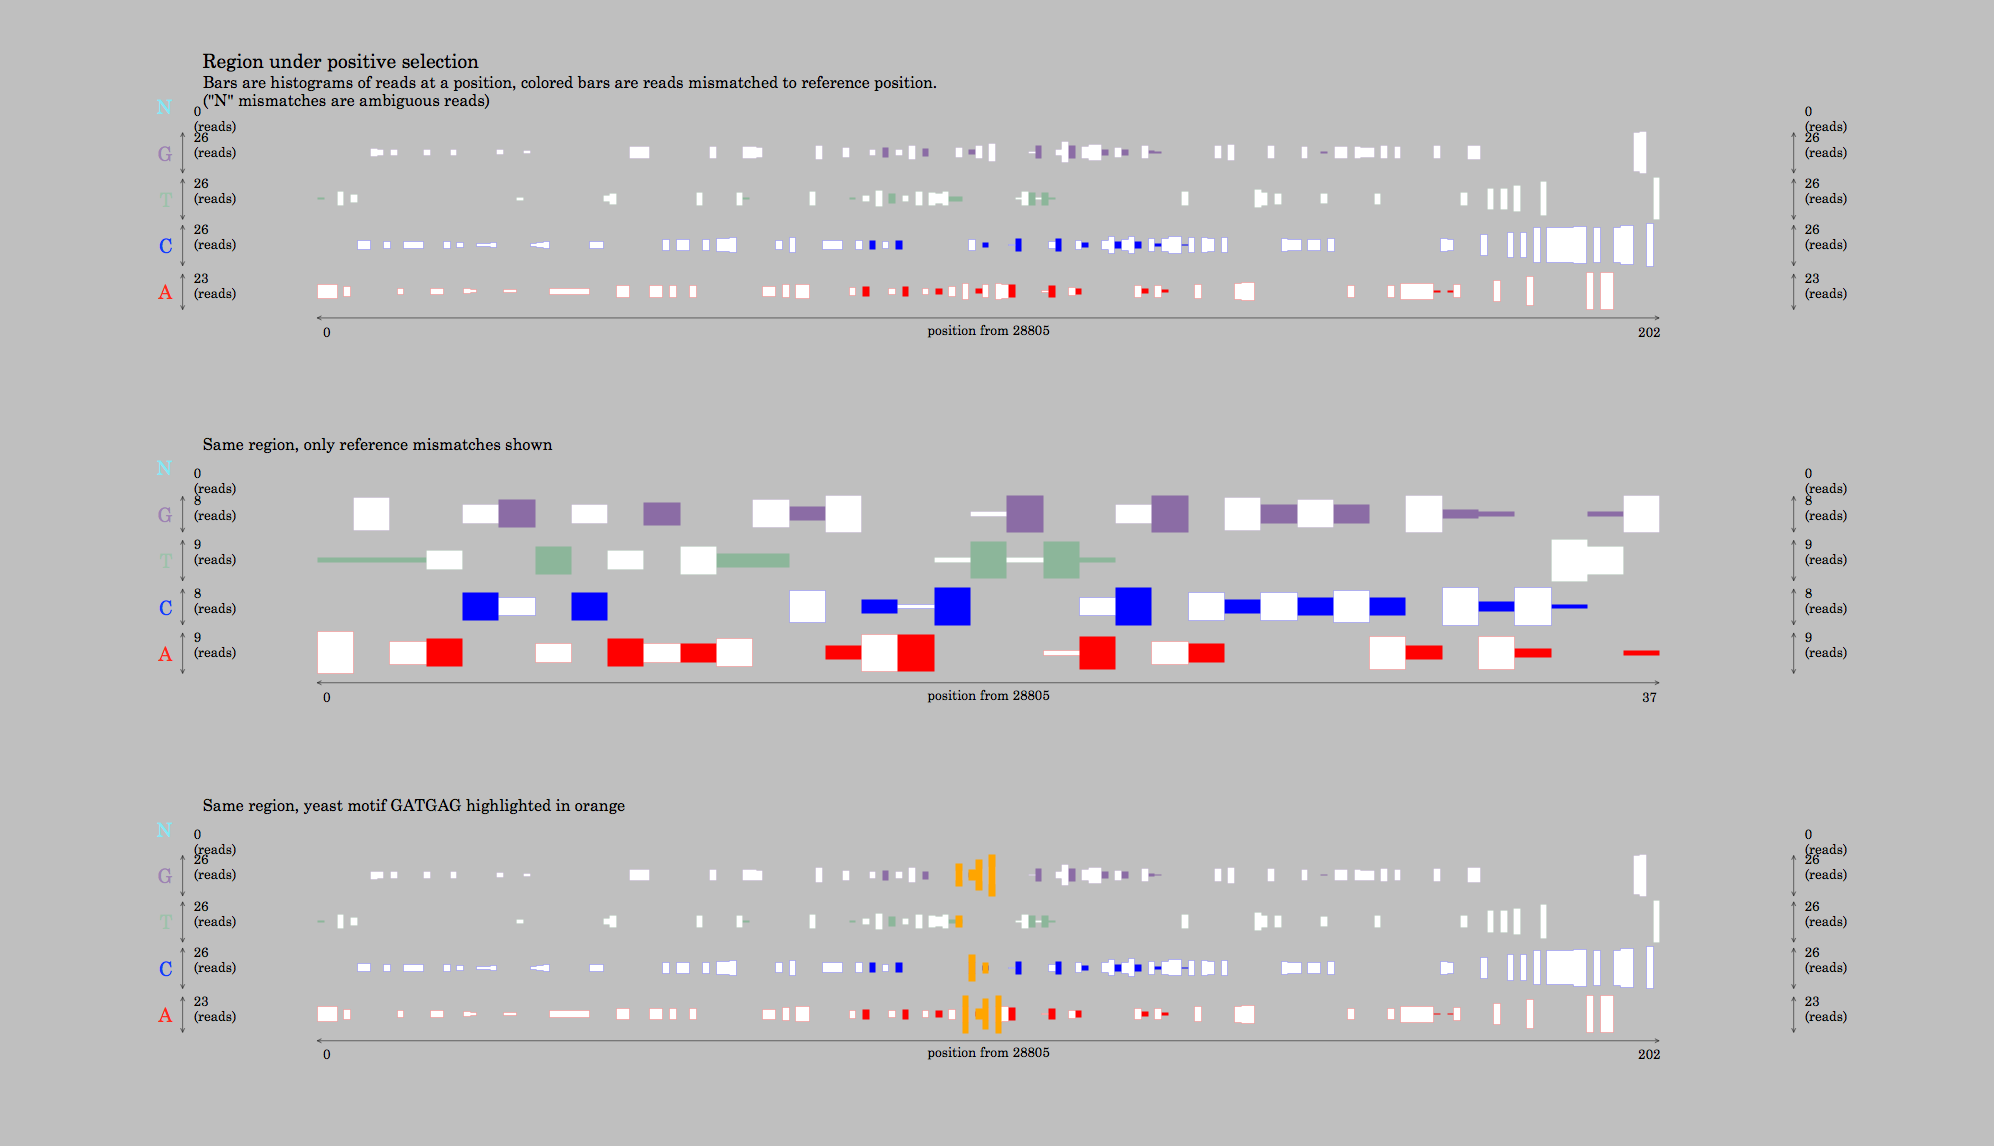 Region under positive selection
Bars are histograms of reads at a position, colored bars are reads mismatched to reference position.
("N" mismatches are ambiguous reads)
N 0 (reads) 0 (reads)
G 26 (reads) 26 (reads)
T 26 (reads) 26 (reads)
C 26 (reads) 26 (reads)
A 23 (reads) 23 (reads)
0 position from 28805 202
Same region, only reference mismatches shown
N 0 (reads) 0 (reads)
G 8 (reads) 8 (reads)
T 9 (reads) 9 (reads)
C 8 (reads) 8 (reads)
A 9 (reads) 9 (reads)
0 position from 28805 37
Same region, yeast motif GATGAG highlighted in orange
N 0 (reads) 0 (reads)
G 26 (reads) 26 (reads)
T 26 (reads) 26 (reads)
C 26 (reads) 26 (reads)
A 23 (reads) 23 (reads)
0 position from 28805 202